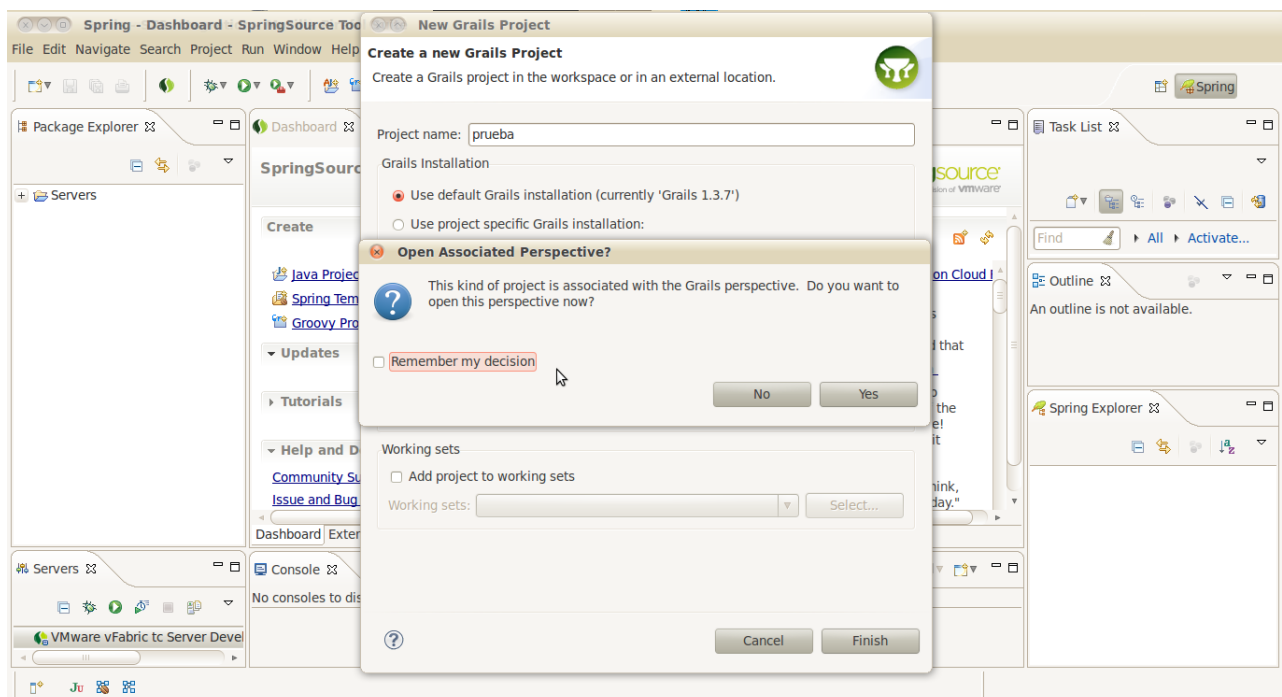 Spring - Dashboard - SpringSource Too
New Grails Project
File Edit Navigate Search Project Run Window Help
Create a new Grails Project
Create a Grails project in the workspace or in an external location.
Spring
Package Explorer
Dashboard
Task List
Project name: prueba
SpringSourc
Grails Installation
source
vmware
Servers
Use default Grails installation (currently 'Grails 1.3.7')
Create
Use project specific Grails installation:
Find
All
Activate...
Open Associated Perspective?
Java Projec
This kind of project is associated with the Grails perspective. Do you want to
open this perspective now?
on Cloud
Outline
Spring Tem
Groovy Pro
An outline is not available.
Updates
d that
Remember my decision
No
Yes
Tutorials
the
Spring Explorer
e!
it
Help and D
Working sets
Community Su
Add project to working sets
hink,
Issue and Bug
Working sets:
Select...
day."
Dashboard
Exter
Servers
Console
No consoles to dis
VMware vFabric tc Server Devel
Cancel
Finish
Ju